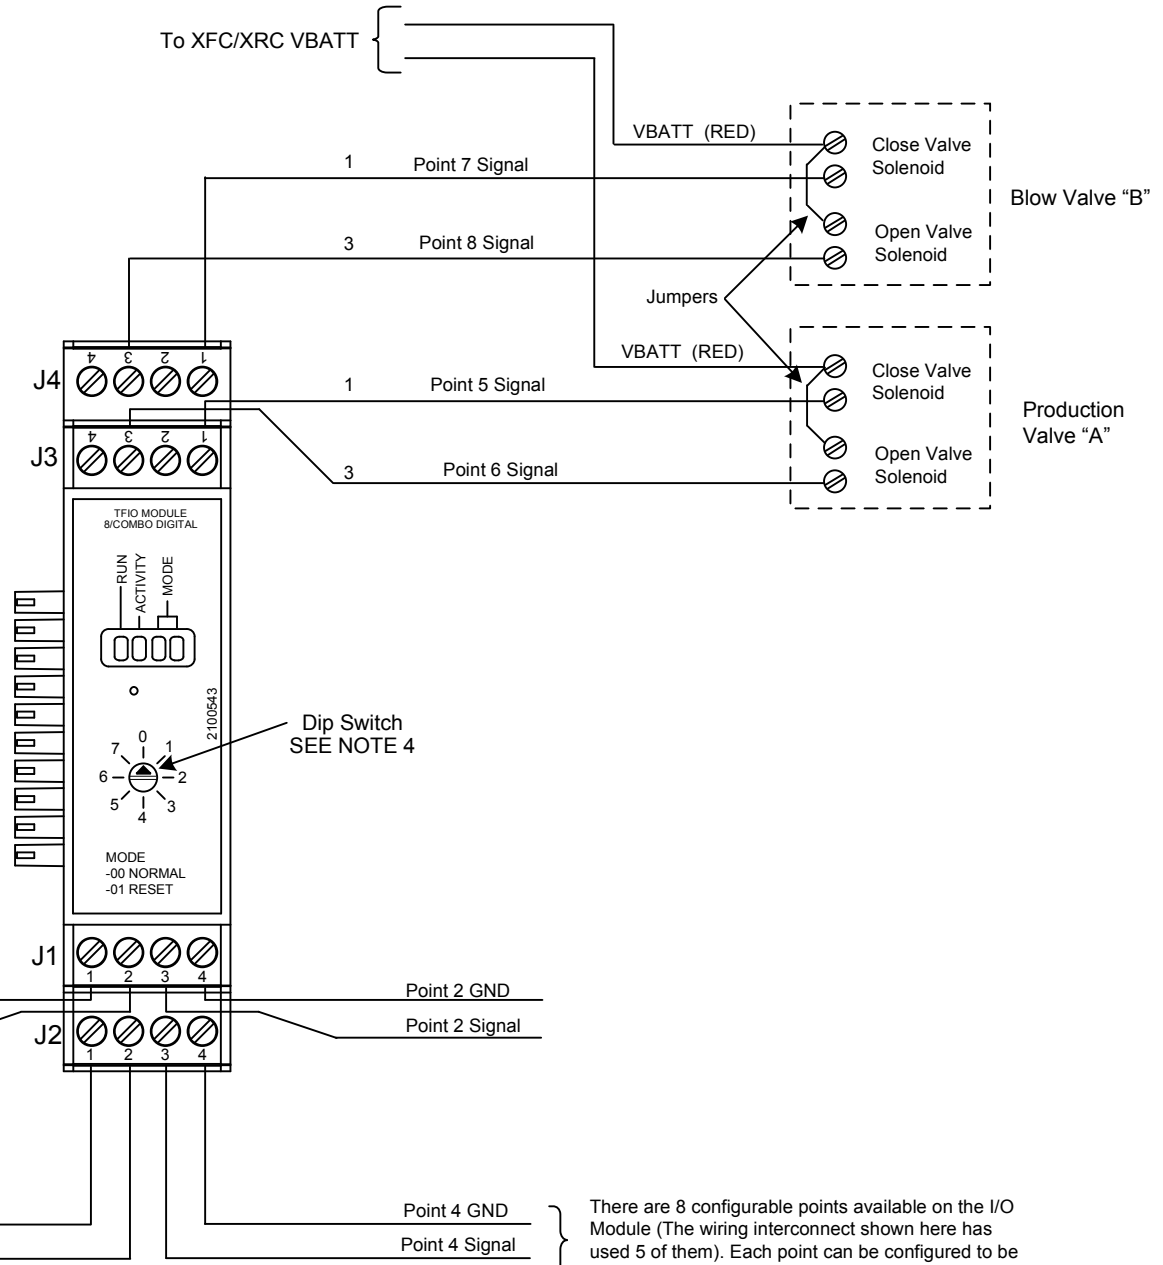 To XFC/XRC VBATT
VBATT (RED)
Close Valve
Solenoid
1 Point 7 Signal
Blow Valve “B”
Open Valve
Solenoid
3 Point 8 Signal
Jumpers
VBATT (RED)
Close Valve
Solenoid
4 3 2 1
J4
1 Point 5 Signal
Production
Valve “A”
4 3 2 1
J3
Open Valve
Solenoid
3 Point 6 Signal
TFIO MODULE
8/COMBO DIGITAL
RUN
ACTIVITY
MODE
2100543
Dip Switch
SEE NOTE 4
0
1
2
3
4
5
6
7
MODE
-00 NORMAL
-01 RESET
J1
1 2 3 4
Point 2 GND
Point 2 Signal
J2
1 2 3 4
Point 4 GND
Point 4 Signal
There are 8 configurable points available on the I/O
Module (The wiring interconnect shown here has
used 5 of them). Each point can be configured to be